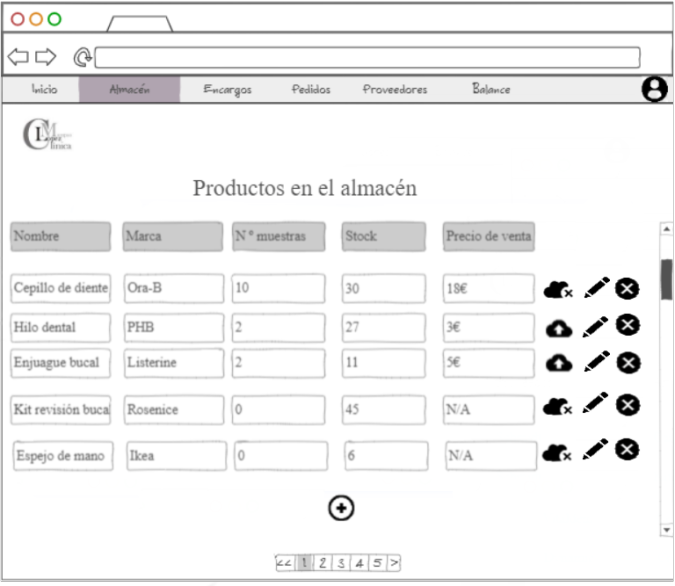 Inicio Almacén Encargos Pedidos Proveedores Balance
Productos en el almacén
Nombre Marca Nº muestras Stock Precio de venta
Cepillo de diente Ora-B 10 30 18€
Hilo dental PHB 2 27 3€
Enjuague bucal Listerine 2 11 5€
Kit revisión buca Rosenice 0 45 N/A
Espejo de mano Ikea 0 6 N/A
<< 1 2 3 4 5 >